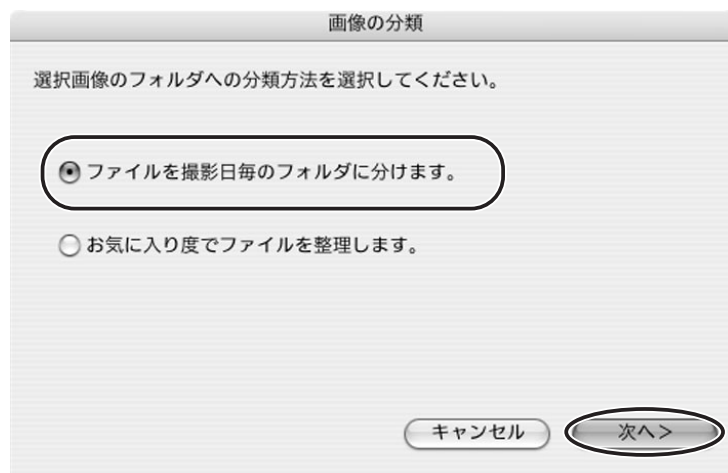 画像の分類
選択画像のフォルダへの分類方法を選択してください。
ファイルを撮影日毎のフォルダに分けます。
お気に入り度でファイルを整理します。
キャンセル
次へ>